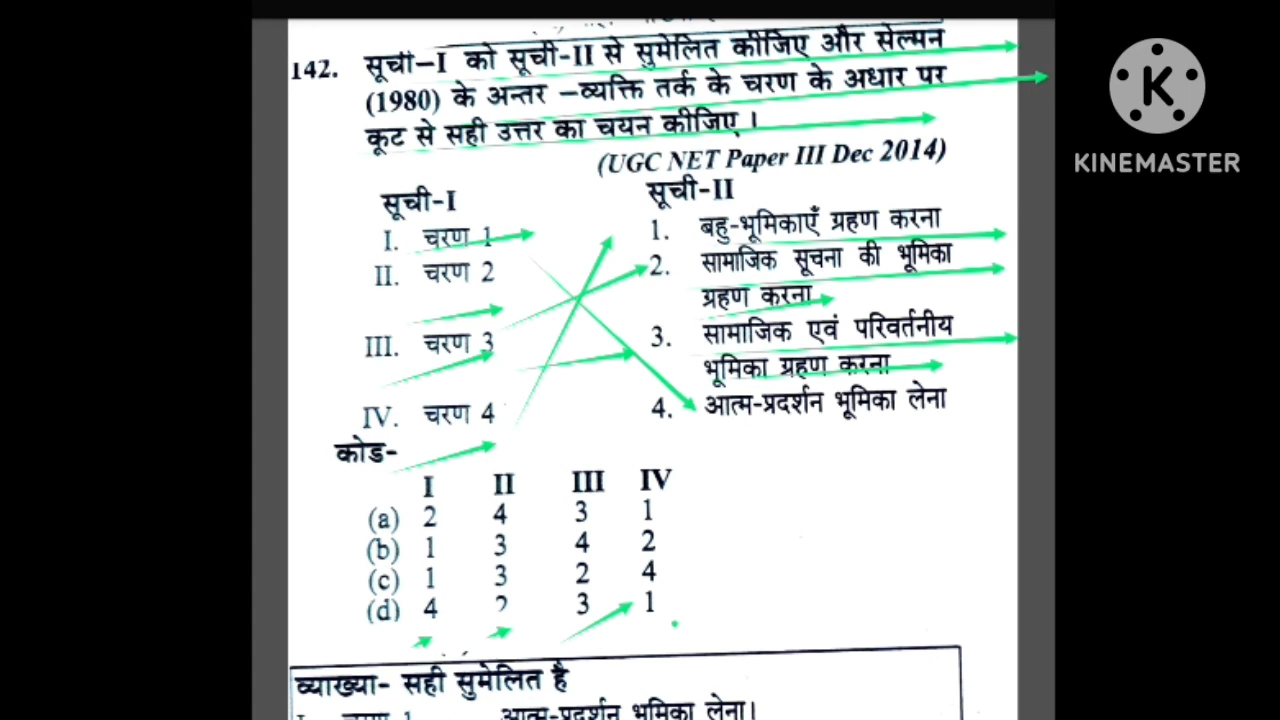 142. सूची-I को सूची-II से सुमेलित कीजिए और सेल्मन
(1980) के अन्तर –व्यक्ति तर्क के चरण के अधार पर
कूट से सही उत्तर का चयन कीजिए।
(UGC NET Paper III Dec 2014)
सूची-I सूची-II
I. चरण 1 1. बहु-भूमिकाएँ ग्रहण करना
II. चरण 2 2. सामाजिक सूचना की भूमिका
ग्रहण करना
III. चरण 3 3. सामाजिक एवं परिवर्तनीय
भूमिका ग्रहण करना
IV. चरण 4 4. आत्म-प्रदर्शन भूमिका लेना
कोड-
I II III IV
(a) 2 4 3 1
(b) 1 3 4 2
(c) 1 3 2 4
(d) 4 2 3 1
व्याख्या- सही सुमेलित है
आत्म-प्रदर्शन भूमिका लेना।
K
KINEMASTER